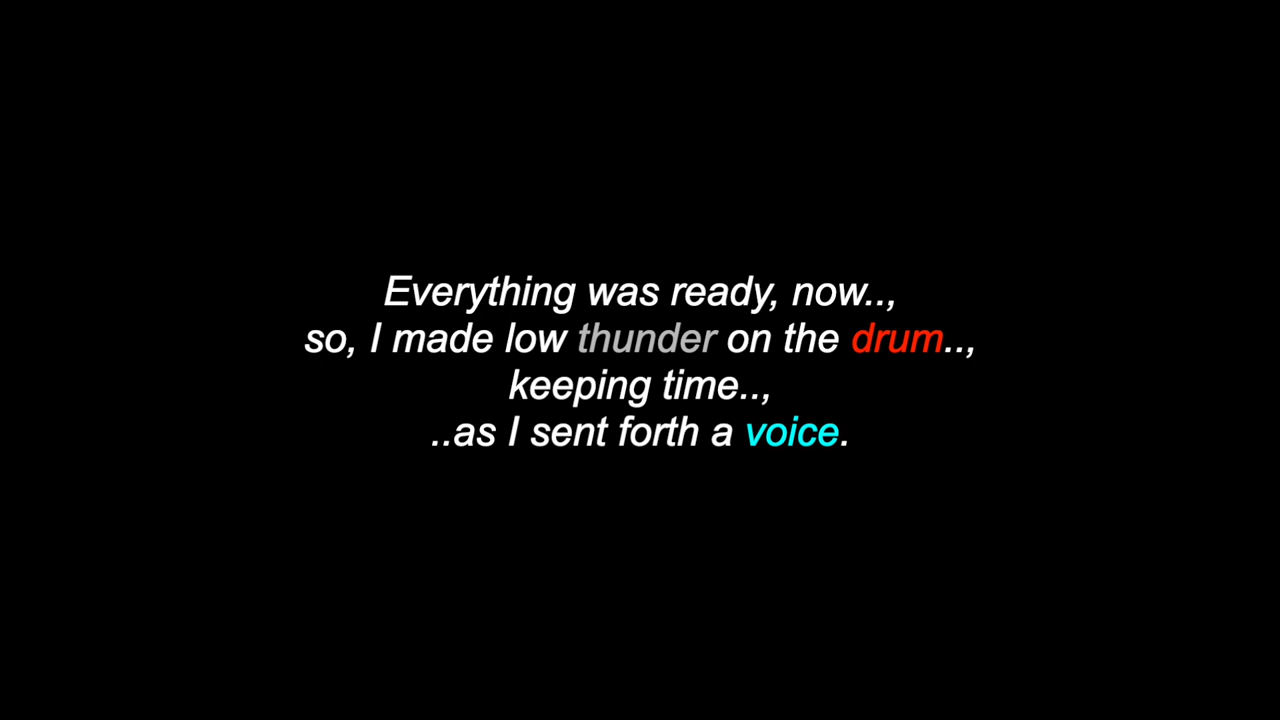 Everything was ready, now..,
so, I made low thunder on the drum..,
keeping time..,
..as I sent forth a voice.